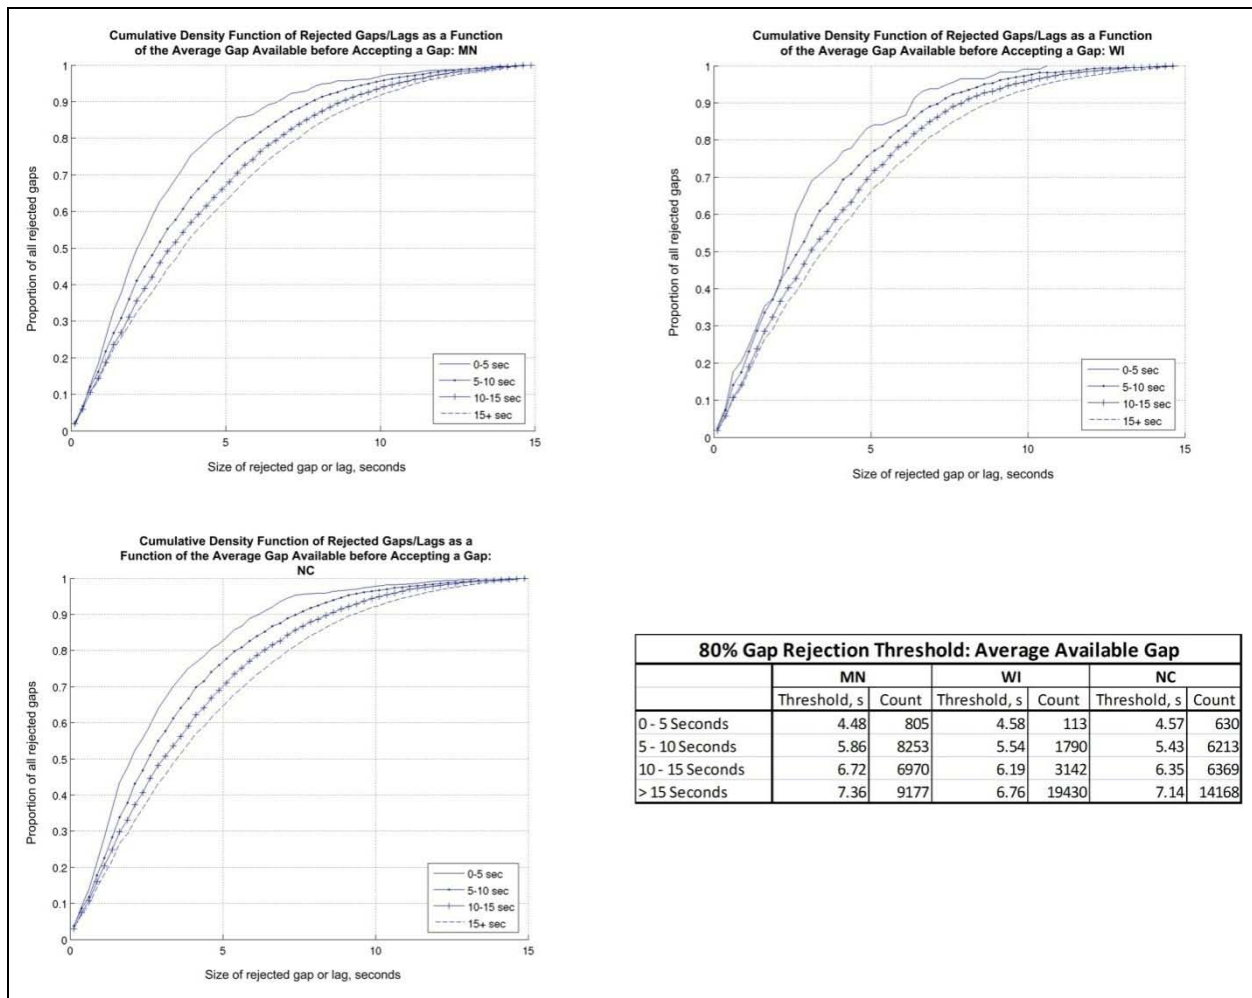 Cumulative Density Function of Rejected Gaps/Lags as a Function
of the Average Gap Available before Accepting a Gap: MN
1
0.9
0.8
0.7
0.6
0.5
0.4
0.3
0.2
0.1
0
Proportion of all rejected gaps
0 5 10 15
Size of rejected gap or lag, seconds
0-5 sec
5-10 sec
10-15 sec
15+ sec
Cumulative Density Function of Rejected Gaps/Lags as a Function
of the Average Gap Available before Accepting a Gap: WI
1
0.9
0.8
0.7
0.6
0.5
0.4
0.3
0.2
0.1
0
Proportion of all rejected gaps
0 5 10 15
Size of rejected gap or lag, seconds
0-5 sec
5-10 sec
10-15 sec
15+ sec
Cumulative Density Function of Rejected Gaps/Lags as a
Function of the Average Gap Available before Accepting a Gap:
NC
1
0.9
0.8
0.7
0.6
0.5
0.4
0.3
0.2
0.1
0
Proportion of all rejected gaps
0 5 10 15
Size of rejected gap or lag, seconds
0-5 sec
5-10 sec
10-15 sec
15+ sec
80% Gap Rejection Threshold: Average Available Gap
MN WI NC
Threshold, s Count Threshold, s Count Threshold, s Count
0 - 5 Seconds 4.48 805 4.58 113 4.57 630
5 - 10 Seconds 5.86 8253 5.54 1790 5.43 6213
10 - 15 Seconds 6.72 6970 6.19 3142 6.35 6369
> 15 Seconds 7.36 9177 6.76 19430 7.14 14168